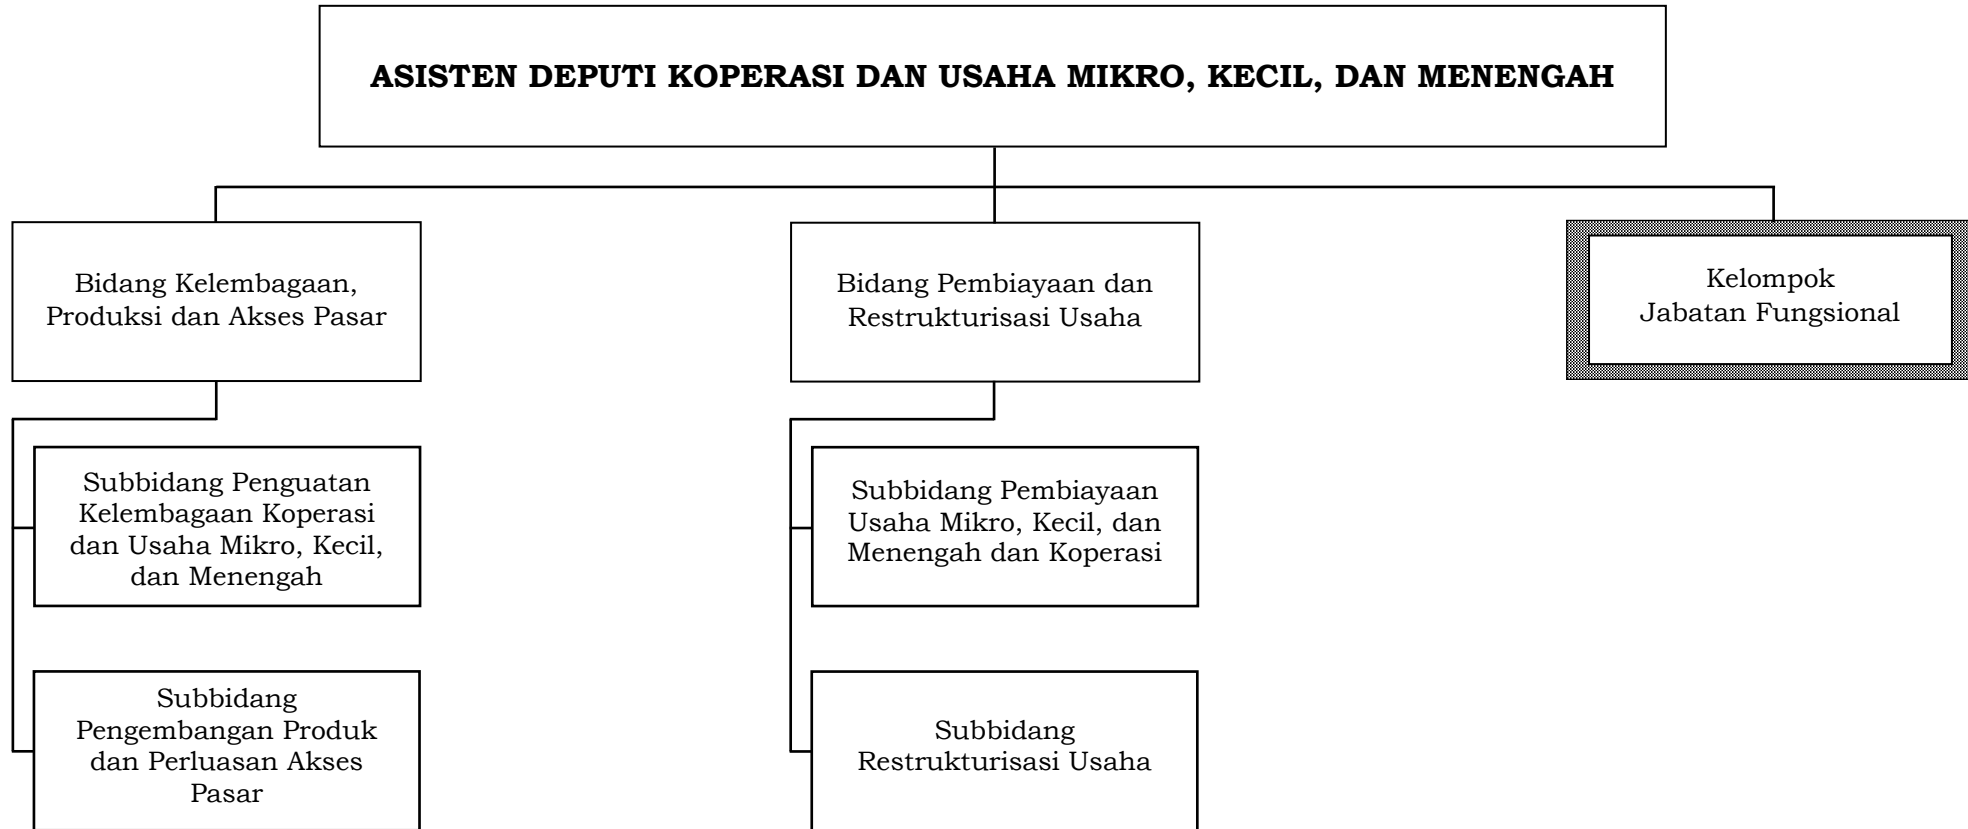 ASISTEN DEPUTI KOPERASI DAN USAHA MIKRO, KECIL, DAN MENENGAH
Bidang Kelembagaan,
Produksi dan Akses Pasar
Bidang Pembiayaan dan
Restrukturisasi Usaha
Kelompok
Jabatan Fungsional
Subbidang Penguatan
Kelembagaan Koperasi
dan Usaha Mikro, Kecil,
dan Menengah
Subbidang Pembiayaan
Usaha Mikro, Kecil, dan
Menengah dan Koperasi
Subbidang
Pengembangan Produk
dan Perluasan Akses
Pasar
Subbidang
Restrukturisasi Usaha